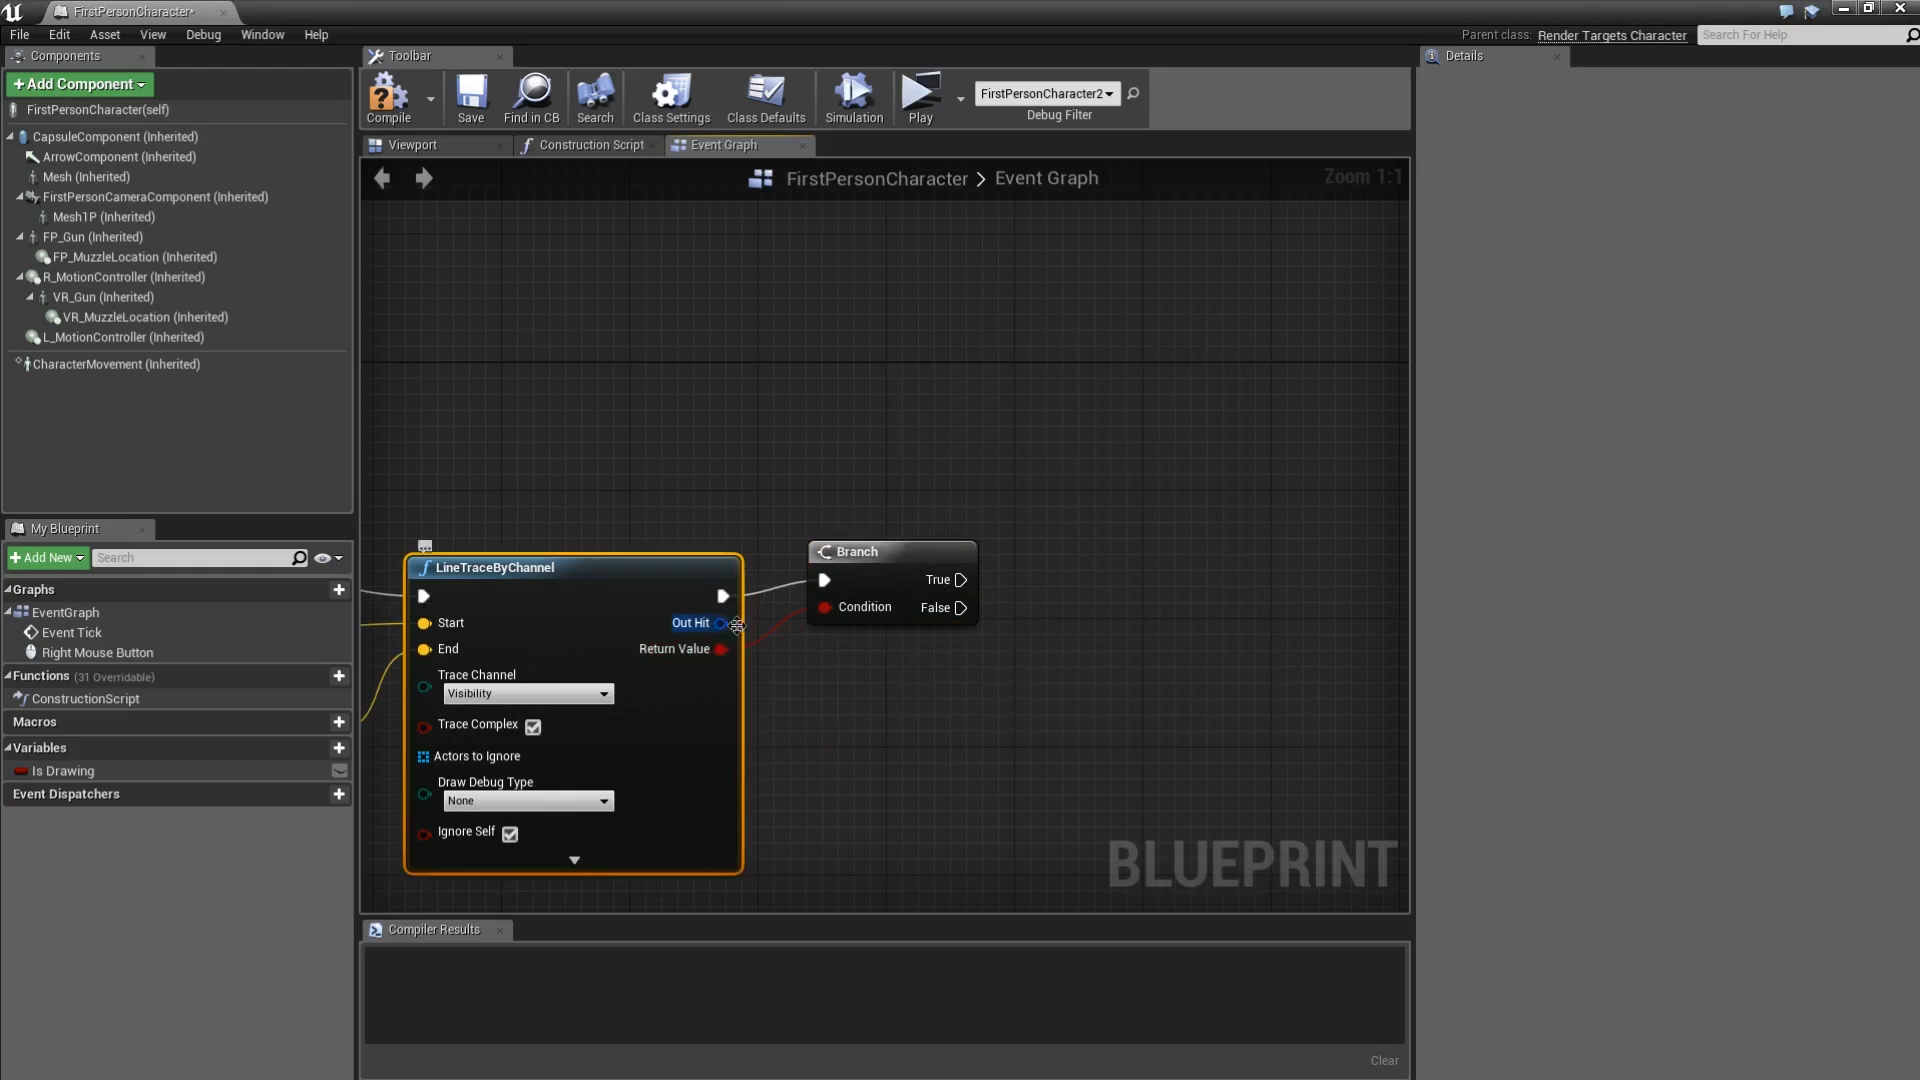 FirstPersonCharacter*
File Edit Asset View Debug Window Help
Parent class: Render Targets Character
Search For Help
Components
Toolbar
Details
+Add Component
FirstPersonCharacter(self)
CapsuleComponent (Inherited)
ArrowComponent (Inherited)
Mesh (Inherited)
FirstPersonCameraComponent (Inherited)
Mesh1P (Inherited)
FP_Gun (Inherited)
FP_MuzzleLocation (Inherited)
R_MotionController (Inherited)
VR_Gun (Inherited)
VR_MuzzleLocation (Inherited)
L_MotionController (Inherited)
CharacterMovement (Inherited)
Compile Save Find in CB Search Class Settings Class Defaults Simulation Play
FirstPersonCharacter2
Debug Filter
Viewport Construction Script Event Graph
FirstPersonCharacter > Event Graph
Zoom 1:1
LineTraceByChannel
Start
End
Out Hit
Return Value
Trace Channel
Visibility
Trace Complex
Actors to Ignore
Draw Debug Type
None
Ignore Self
Branch
True
Condition
False
BLUEPRINT
My Blueprint
+Add New
Search
Graphs
EventGraph
Event Tick
Right Mouse Button
Functions (31 Overridable)
ConstructionScript
Macros
Variables
Is Drawing
Event Dispatchers
Compiler Results
Clear